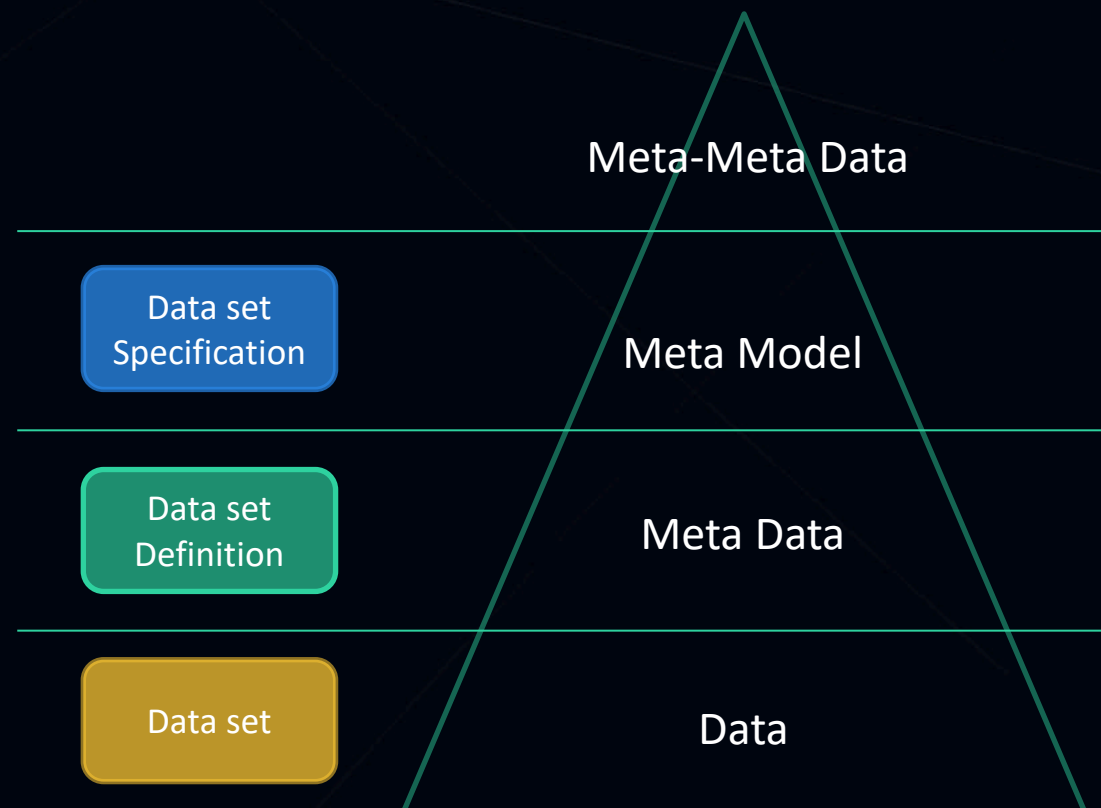 Meta-Meta Data
Data set
Specification
Meta Model
Data set
Definition
Meta Data
Data set
Data